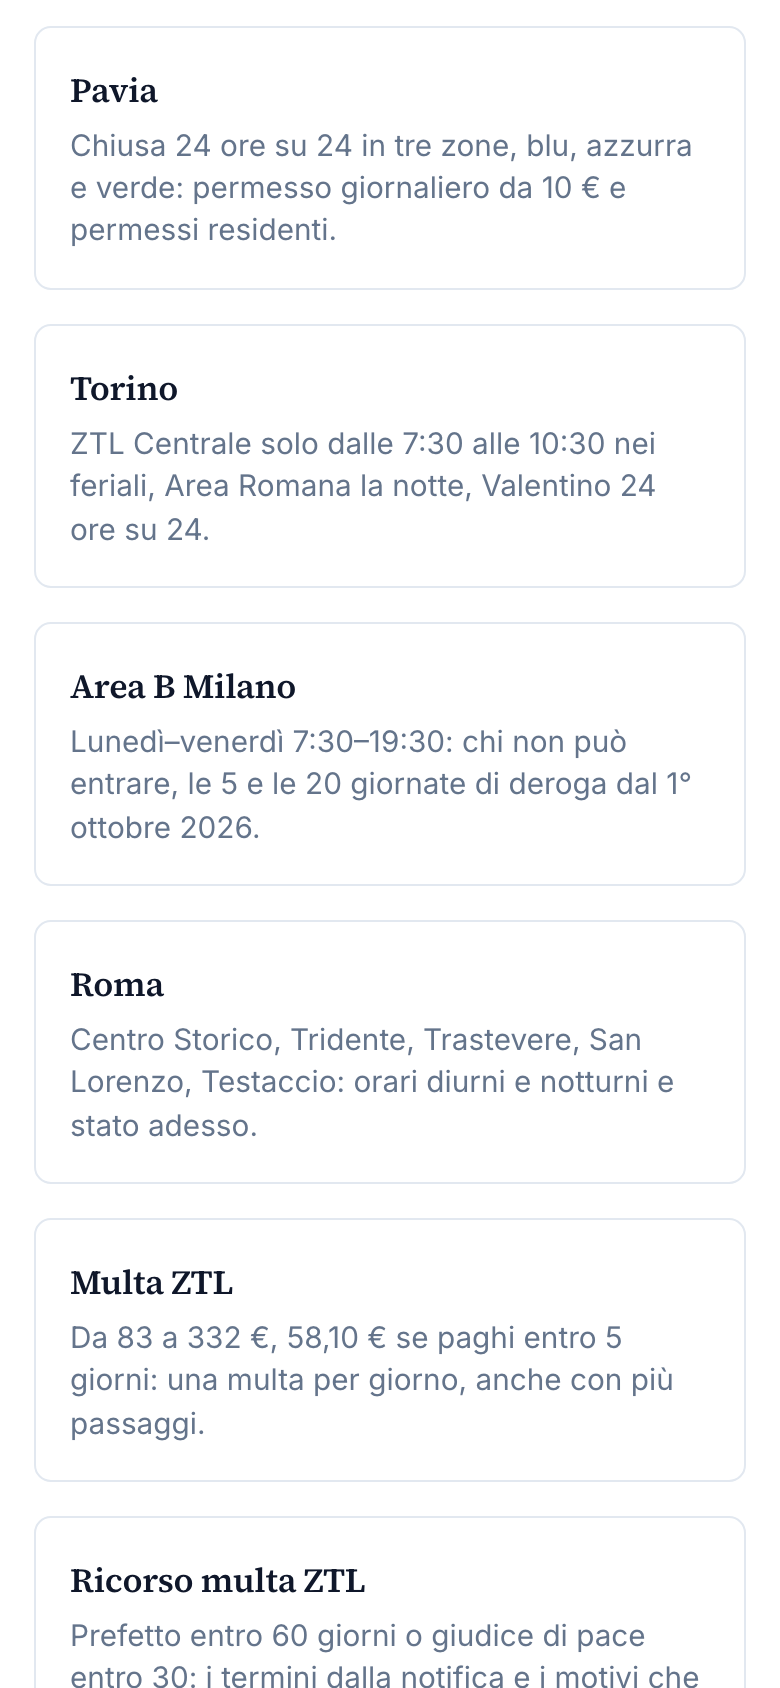 Pavia
Chiusa 24 ore su 24 in tre zone, blu, azzurra
e verde: permesso giornaliero da 10 € e
permessi residenti.
Torino
ZTL Centrale solo dalle 7:30 alle 10:30 nei
feriali, Area Romana la notte, Valentino 24
ore su 24.
Area B Milano
Lunedì–venerdì 7:30–19:30: chi non può
entrare, le 5 e le 20 giornate di deroga dal 1°
ottobre 2026.
Roma
Centro Storico, Tridente, Trastevere, San
Lorenzo, Testaccio: orari diurni e notturni e
stato adesso.
Multa ZTL
Da 83 a 332 €, 58,10 € se paghi entro 5
giorni: una multa per giorno, anche con più
passaggi.
Ricorso multa ZTL
Prefetto entro 60 giorni o giudice di pace
entro 30: i termini dalla notifica e i motivi che